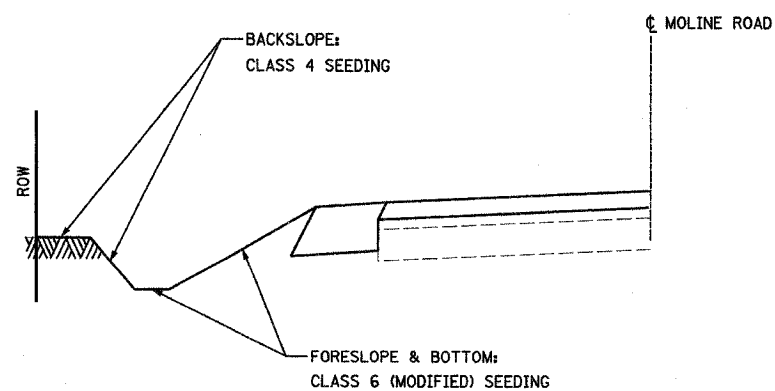 ℄ MOLINE ROAD
BACKSLOPE:
CLASS 4 SEEDING
ROW
FORESLOPE & BOTTOM:
CLASS 6 (MODIFIED) SEEDING